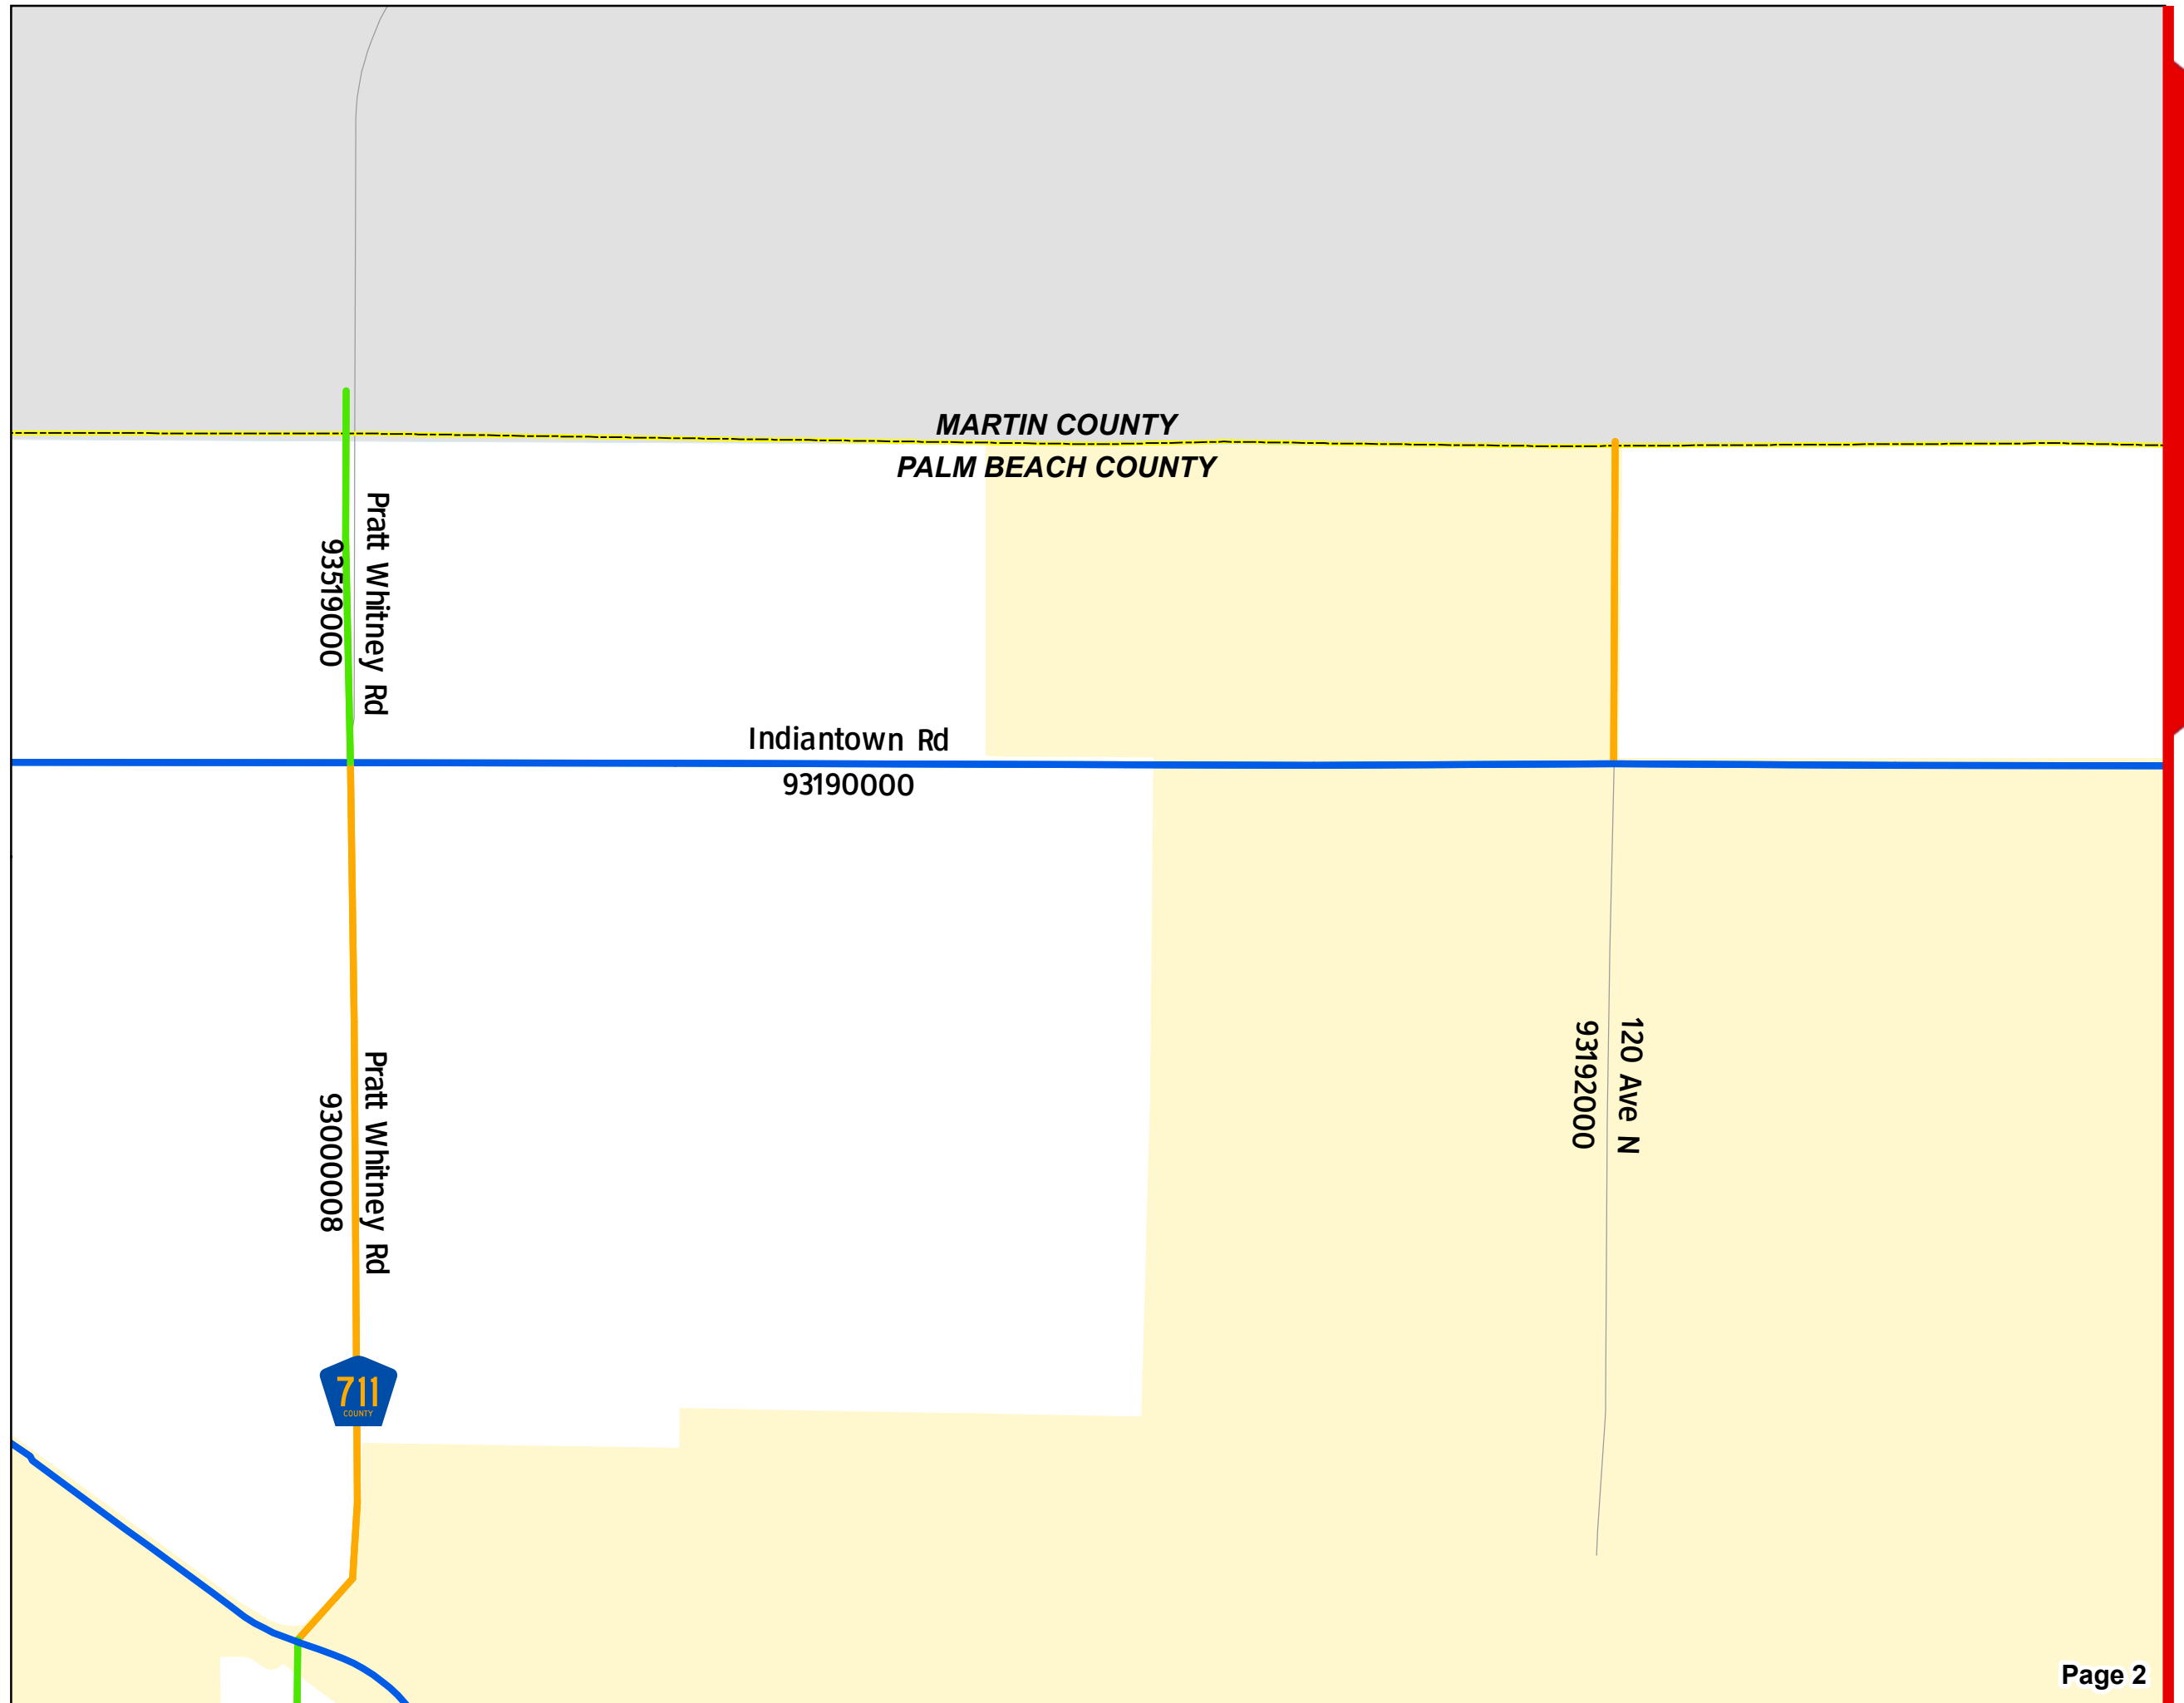 MARTIN COUNTY
PALM BEACH COUNTY
Pratt Whitney Rd
93519000
Indiantown Rd
93190000
120 Ave N
93192000
Pratt Whitney Rd
93000008
711
COUNTY
Page 2